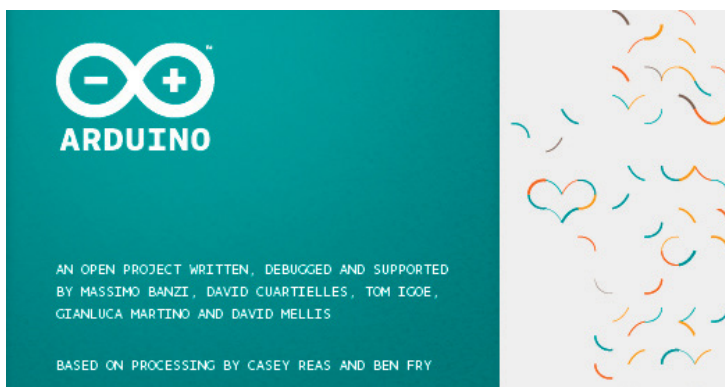 ARDUINO
AN OPEN PROJECT WRITTEN, DEBUGGED AND SUPPORTED
BY MASSIMO BANZI, DAVID CUARTIELLES, TOM IGOE,
GIANLUCA MARTINO AND DAVID MELLIS
BASED ON PROCESSING BY CASEY REAS AND BEN FRY